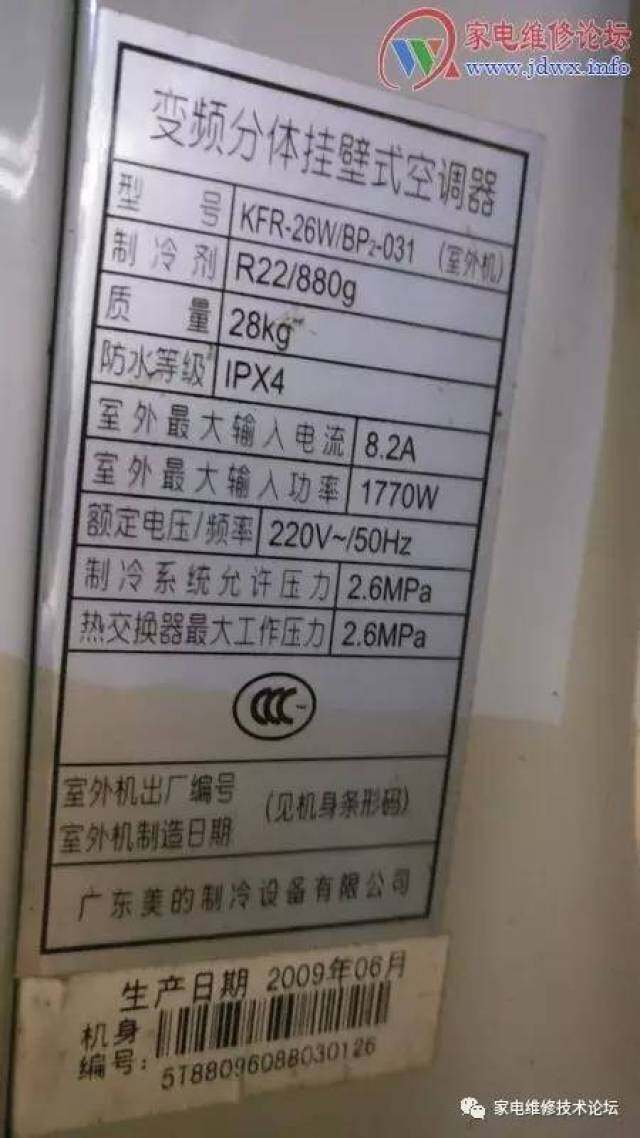 家电维修论坛
www.jdwx.info
变频分体挂壁式空调器
型 号 KFR-26W/BP2-031 (室外机)
制冷剂 R22/880g
质 量 28kg
防水等级 IPX4
室外最大输入电流 8.2A
室外最大输入功率 1770W
额定电压/频率 220V~/50Hz
制冷系统允许压力 2.6MPa
热交换器最大工作压力 2.6MPa
CCC
室外机出厂编号
室外机制造日期 (见机身条形码)
广东美的制冷设备有限公司
生产日期 2009年06月
机身
编号: 5T88096088030126
家电维修技术论坛